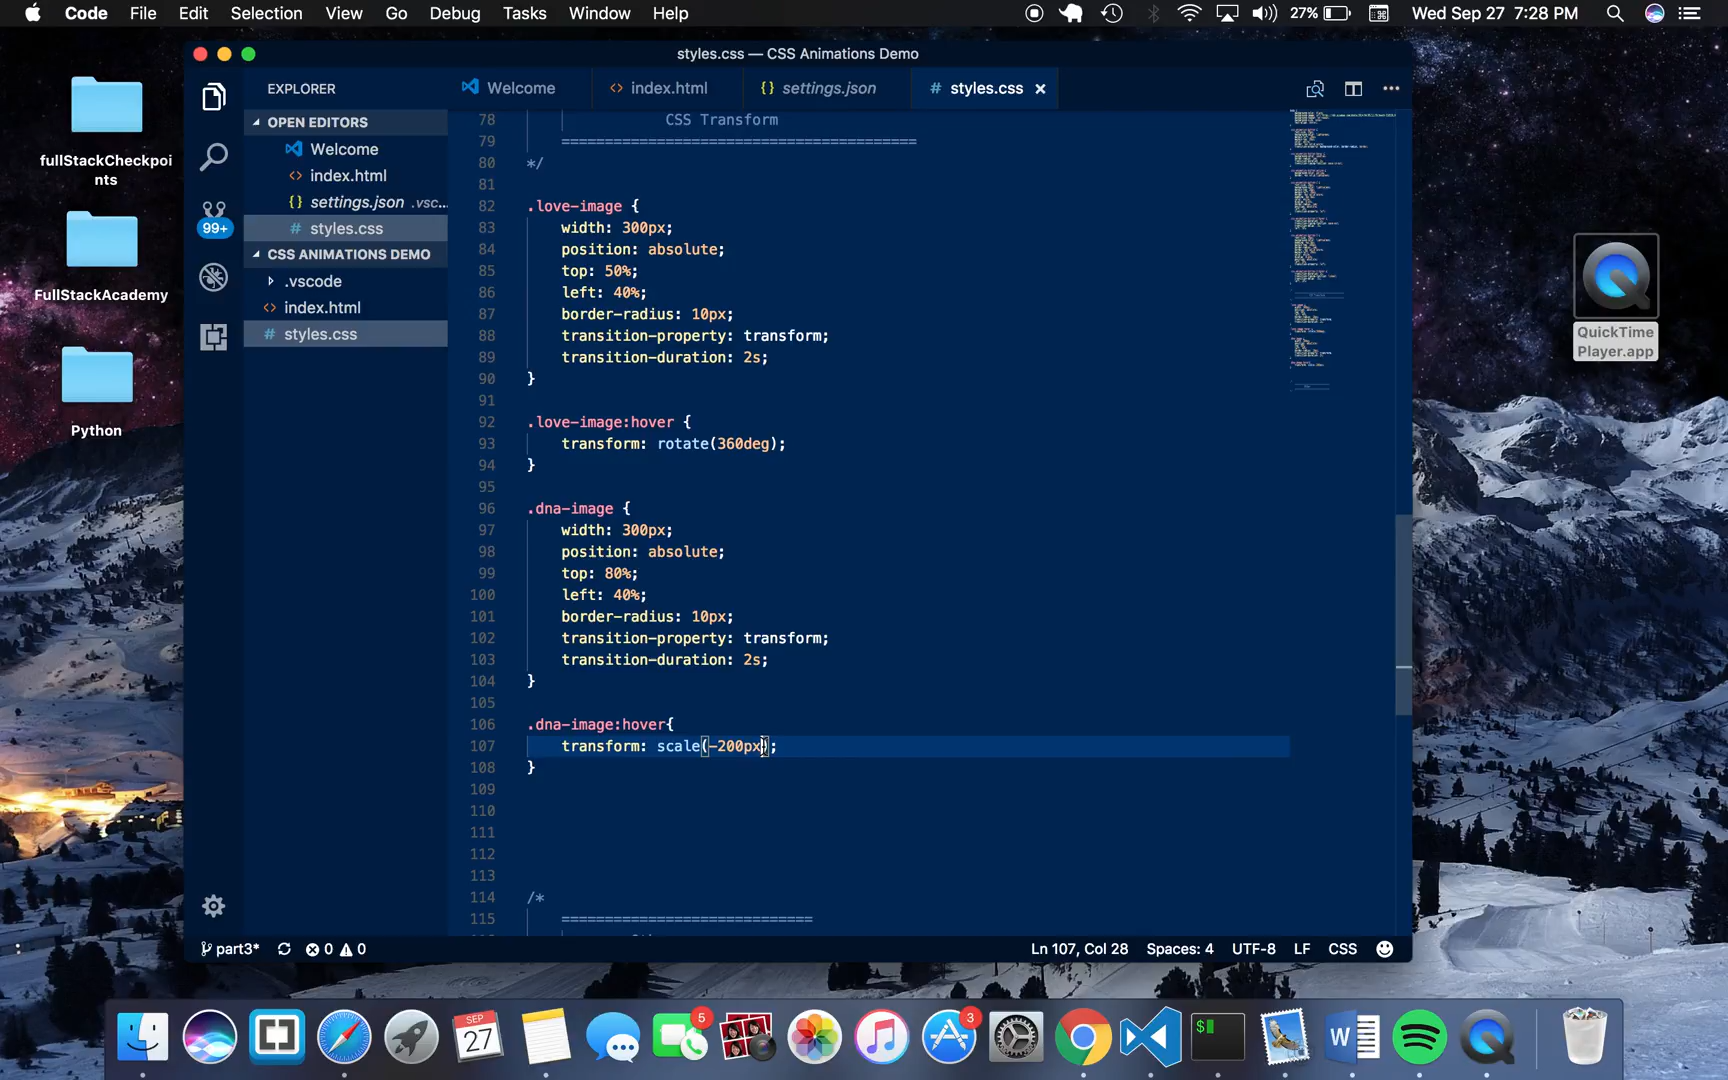 Code File Edit Selection View Go Debug Tasks Window Help 27% Wed Sep 27 7:28 PM
styles.css — CSS Animations Demo
EXPLORER
OPEN EDITORS
Welcome
index.html
settings.json .vsc...
styles.css
99+
CSS ANIMATIONS DEMO
.vscode
index.html
styles.css
Welcome index.html settings.json styles.css
78 CSS Transform
79 =========================================
80 */
81
82 .love-image {
83 width: 300px;
84 position: absolute;
85 top: 50%;
86 left: 40%;
87 border-radius: 10px;
88 transition-property: transform;
89 transition-duration: 2s;
90 }
91
92 .love-image:hover {
93 transform: rotate(360deg);
94 }
95
96 .dna-image {
97 width: 300px;
98 position: absolute;
99 top: 80%;
100 left: 40%;
101 border-radius: 10px;
102 transition-property: transform;
103 transition-duration: 2s;
104 }
105
106 .dna-image:hover{
107 transform: scale(-200px);
108 }
109
110
111
112
113
114 /*
115 =============================
part3* 0 0 Ln 107, Col 28 Spaces: 4 UTF-8 LF CSS
fullStackCheckpoi
nts
FullStackAcademy
Python
QuickTime
Player.app
SEP
27
5
3
$
W